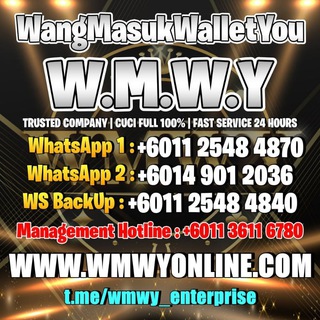 WangMasukWalletYou
W.M.W.Y
TRUSTED COMPANY | CUCI FULL 100% | FAST SERVICE 24 HOURS
WhatsApp 1 : +6011 2548 4870
WhatsApp 2 : +6014 901 2036
WS BackUp : +6011 2548 4840
Management Hotline : +6011 3611 6780
WWW.WMWYONLINE.COM
t.me/wmwy_enterprise